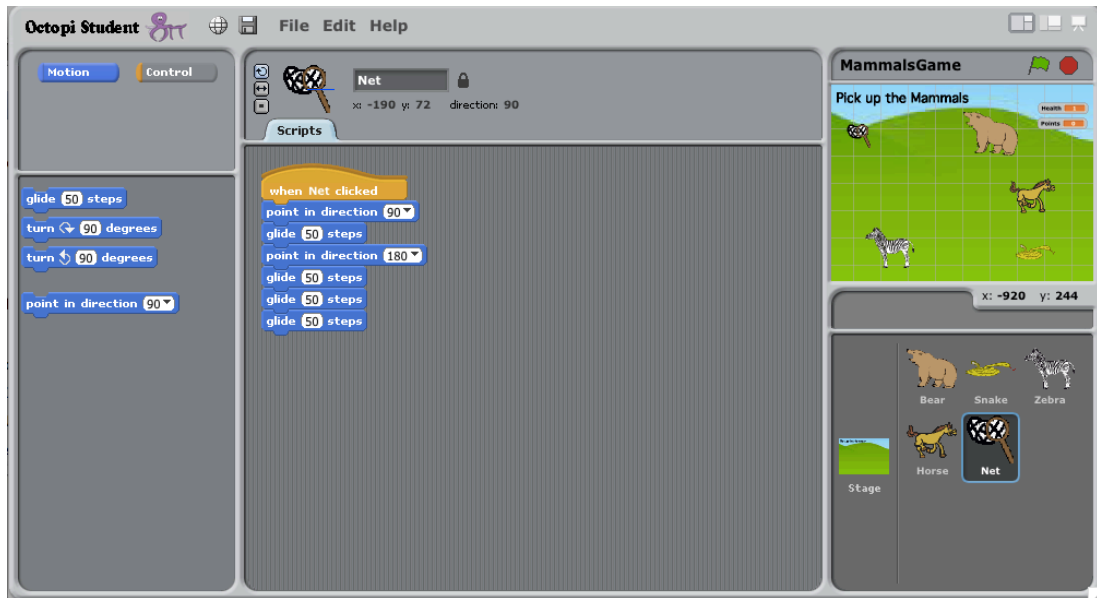 Octopi Student File Edit Help
Motion Control
glide 50 steps
turn 90 degrees
turn 90 degrees
point in direction 90
Net
x: -190 y: 72 direction: 90
Scripts
when Net clicked
point in direction 90
glide 50 steps
point in direction 180
glide 50 steps
glide 50 steps
glide 50 steps
MammalsGame
Pick up the Mammals
Health
Points
x: -920 y: 244
Bear Snake Zebra
Horse Net
Stage